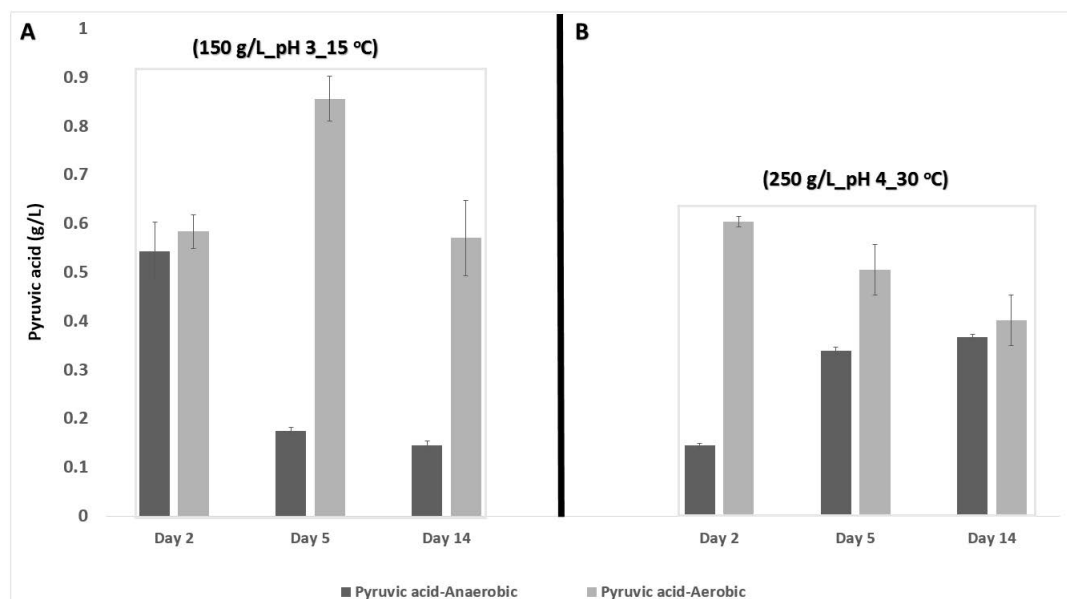 A
B
(150 g/L_pH 3_15 ºC)
(250 g/L_pH 4_30 ºC)
Pyruvic acid (g/L)
1
0.9
0.8
0.7
0.6
0.5
0.4
0.3
0.2
0.1
0
Day 2
Day 5
Day 14
Day 2
Day 5
Day 14
Pyruvic acid-Anaerobic
Pyruvic acid-Aerobic